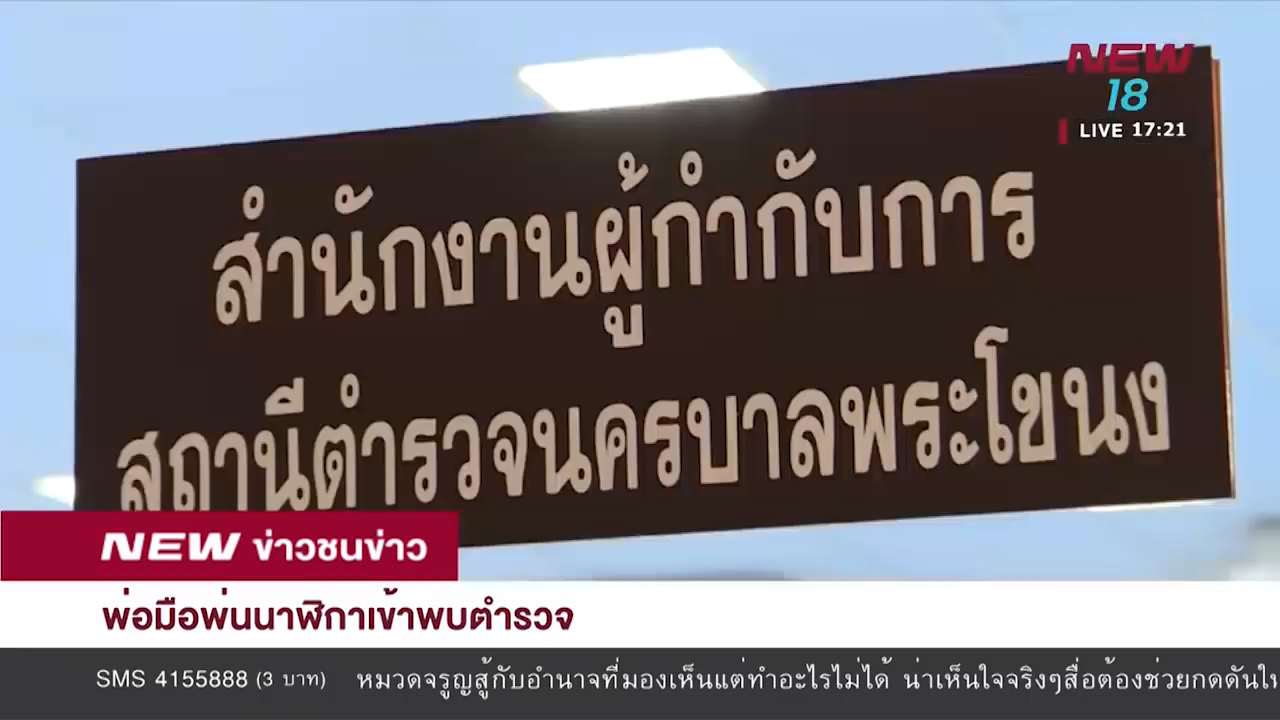 NEW
18
LIVE 17:21
สำนักงานผู้กำกับการ
สถานีตำรวจนครบาลพระโขนง
NEW ข่าวชนข่าว
พ่อมือพ่นนาฬิกาเข้าพบตำรวจ
SMS 4155888 (3 บาท) หมวดจรูญสู้กับอำนาจที่มองเห็นแต่ทำอะไรไม่ได้ น่าเห็นใจจริงๆสื่อต้องช่วยกดดันให